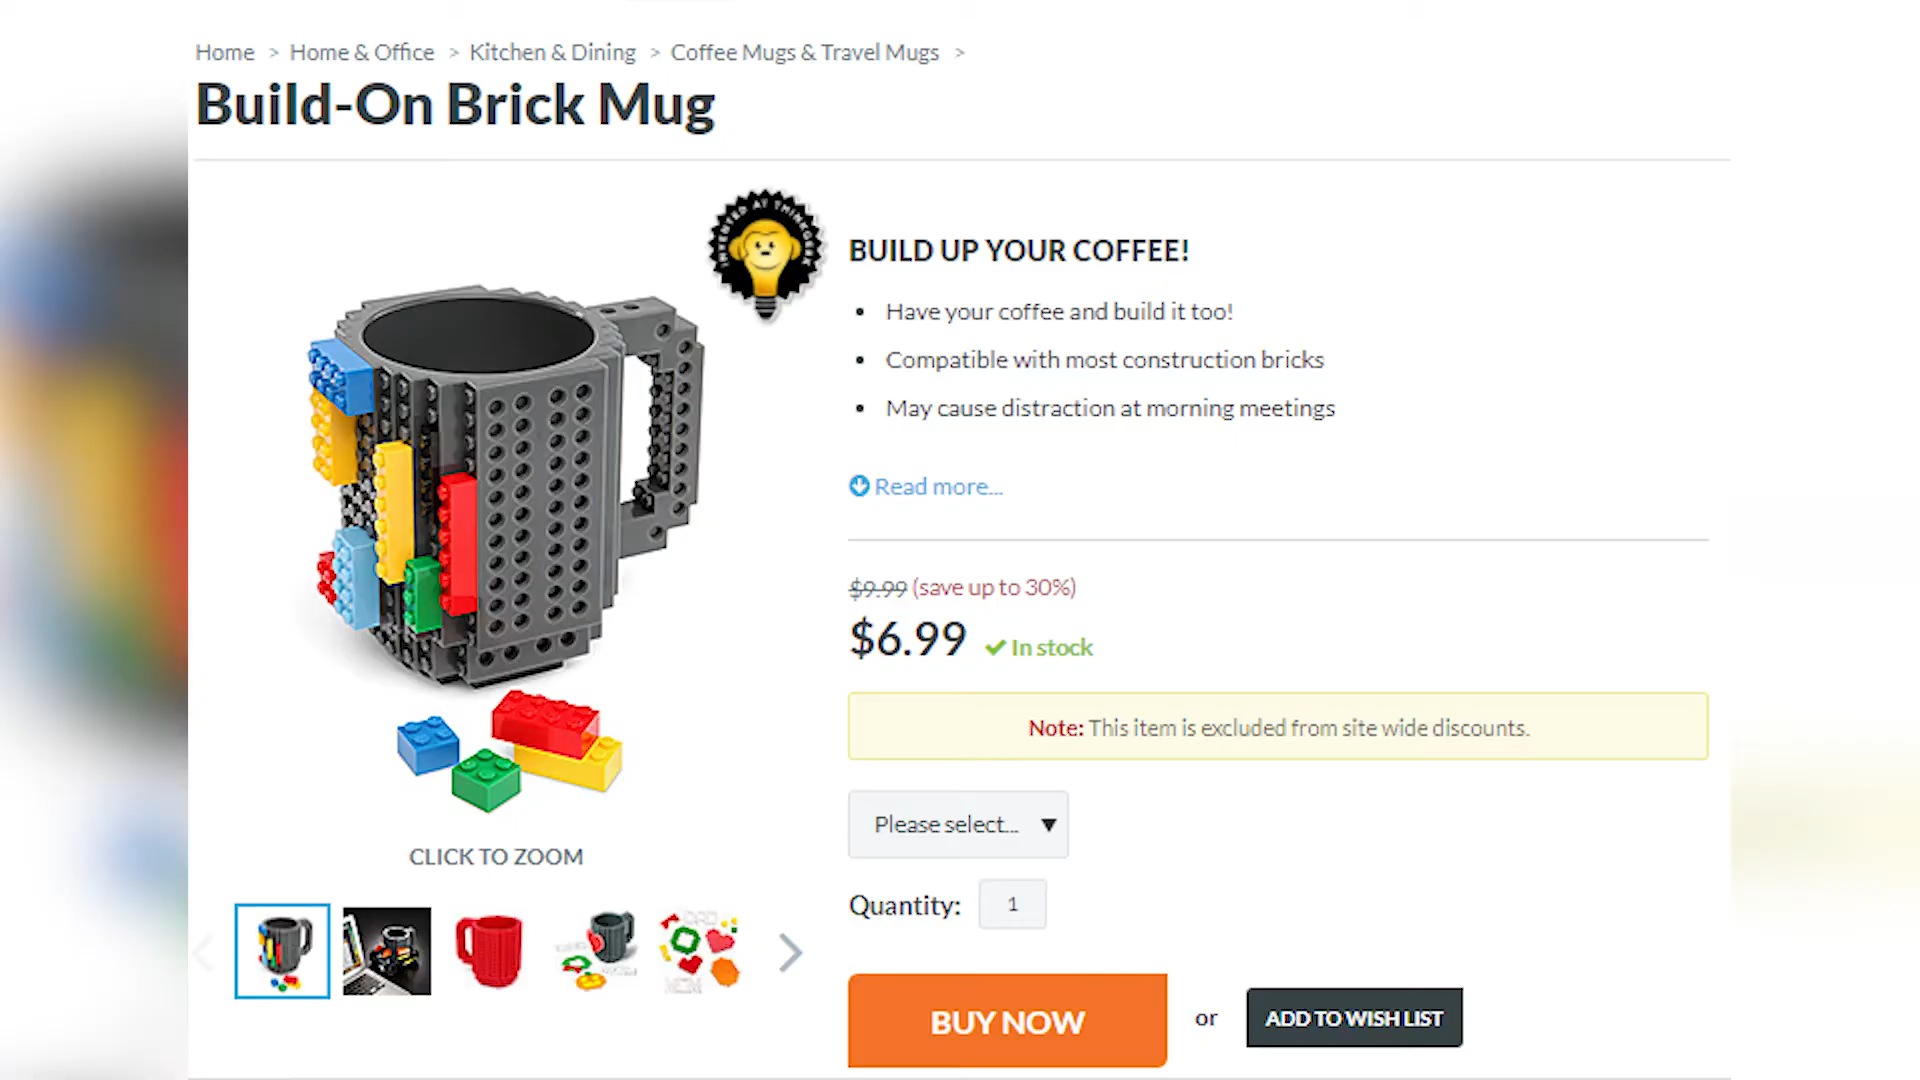 Home > Home & Office > Kitchen & Dining > Coffee Mugs & Travel Mugs >
Build-On Brick Mug
INVENTED AT THINKGEEK
BUILD UP YOUR COFFEE!
• Have your coffee and build it too!
• Compatible with most construction bricks
• May cause distraction at morning meetings
Read more...
$9.99 (save up to 30%)
$6.99 In stock
Note: This item is excluded from site wide discounts.
Please select...
Quantity: 1
CLICK TO ZOOM
BUY NOW or ADD TO WISH LIST